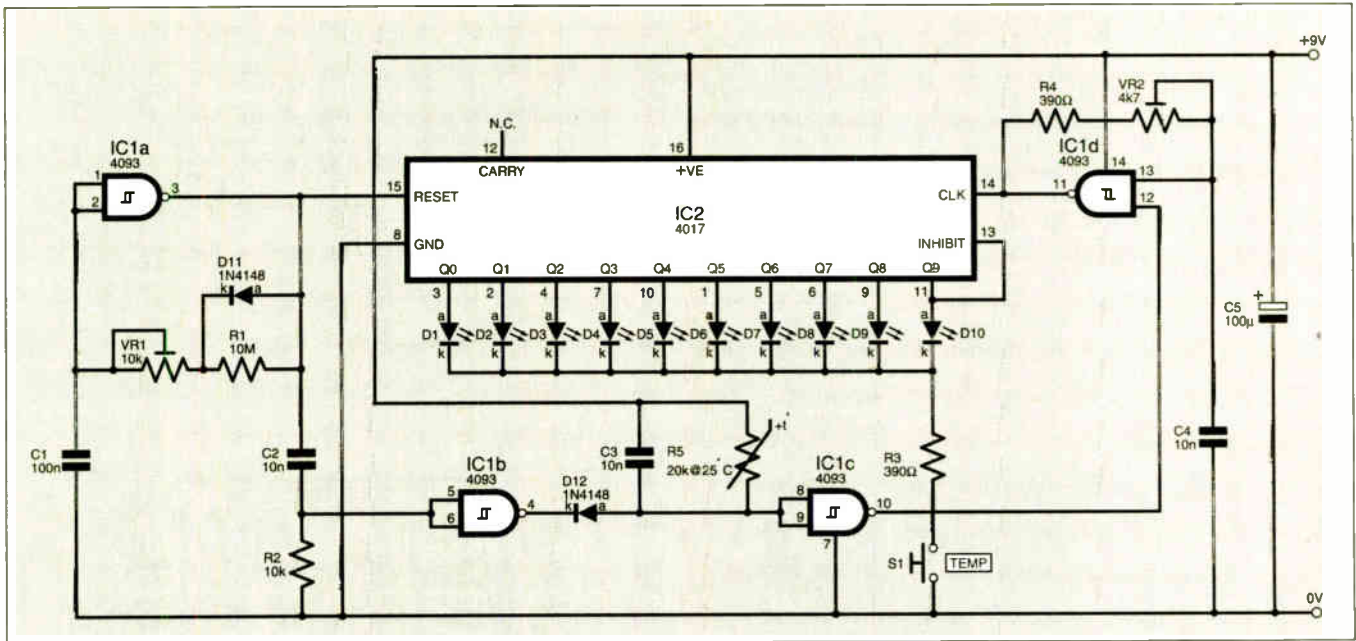 +9V
R4
390Ω
VR2
4k7
N.C.
IC1a
4093
12
16
IC1d
4093
CARRY
+VE
14
1
2
3
15
RESET
CLK
14
11
13
12
IC2
4017
8
GND
INHIBIT
13
D11
1N4148
k
a
Q0
Q1
Q2
Q3
Q4
Q5
Q6
Q7
Q8
Q9
3
2
4
7
10
1
5
6
9
11
a
a
a
a
a
a
a
a
a
a
+
C5
100µ
D1
D2
D3
D4
D5
D6
D7
D8
D9
D10
k
k
k
k
k
k
k
k
k
k
VR1
10k
R1
10M
+t
C1
100n
C2
10n
IC1b
4093
C3
10n
R5
20k@25 C
IC1c
4093
R3
390Ω
C4
10n
5
6
4
D12
1N4148
k
a
8
9
10
7
R2
10k
S1
TEMP
0V